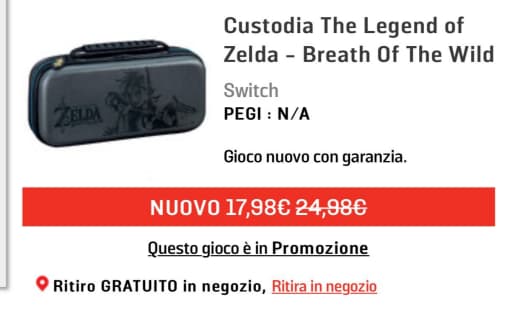 Custodia The Legend of
Zelda - Breath Of The Wild
Switch
PEGI : N/A
ZELDA
Gioco nuovo con garanzia.
NUOVO 17,98€ 24,98€
Questo gioco è in Promozione
Ritiro GRATUITO in negozio, Ritira in negozio